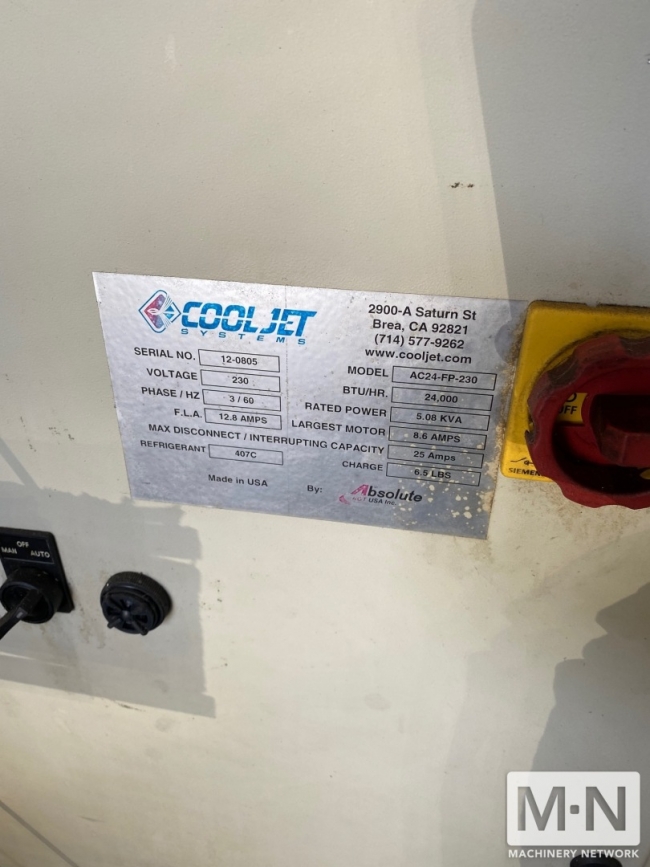 COOLJET
SYSTEMS
2900-A Saturn St
Brea, CA 92821
(714) 577-9262
www.cooljet.com
SERIAL NO. 12-0805
MODEL AC24-FP-230
VOLTAGE 230
BTU/HR. 24,000
PHASE / HZ 3 / 60
RATED POWER 5.08 KVA
F.L.A. 12.8 AMPS
LARGEST MOTOR 8.6 AMPS
MAX DISCONNECT / INTERRUPTING CAPACITY 25 Amps
REFRIGERANT 407C
CHARGE 6.5 LBS
Made in USA
By: Absolute
USA Inc.
OFF
SIEMEN
OFF
MAN AUTO
M·N
MACHINERY NETWORK